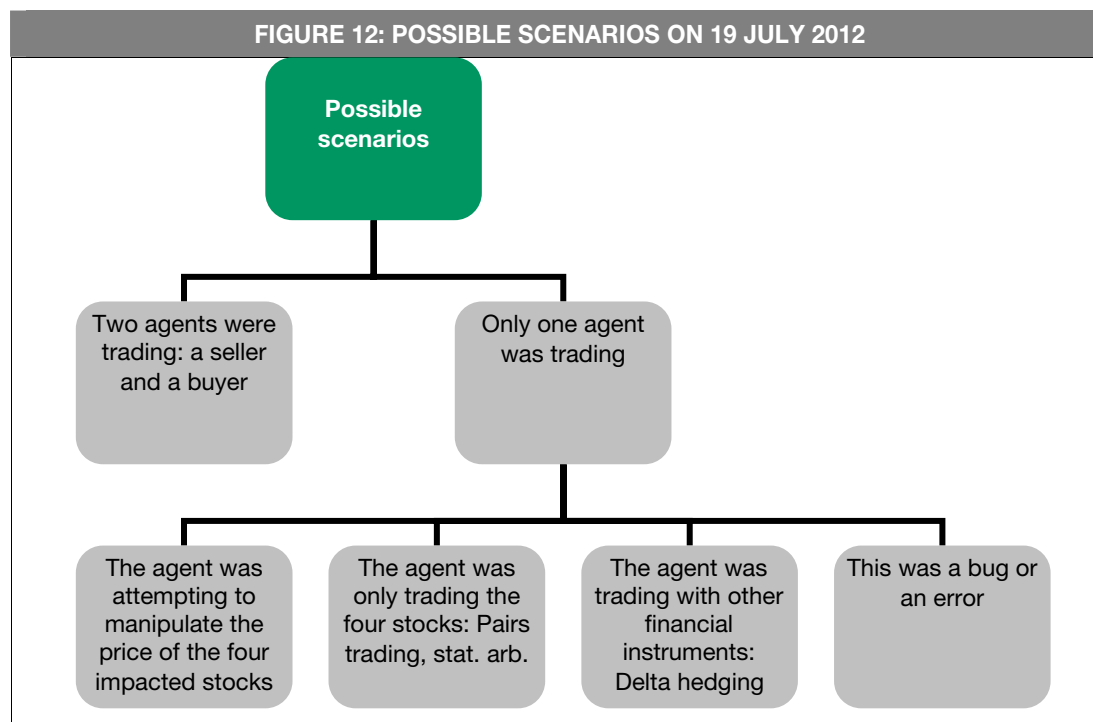 FIGURE 12: POSSIBLE SCENARIOS ON 19 JULY 2012
Possible
scenarios
Two agents were
trading: a seller
and a buyer
Only one agent
was trading
The agent was
attempting to
manipulate the
price of the four
impacted stocks
The agent was
only trading the
four stocks: Pairs
trading, stat. arb.
The agent was
trading with other
financial
instruments:
Delta hedging
This was a bug or
an error